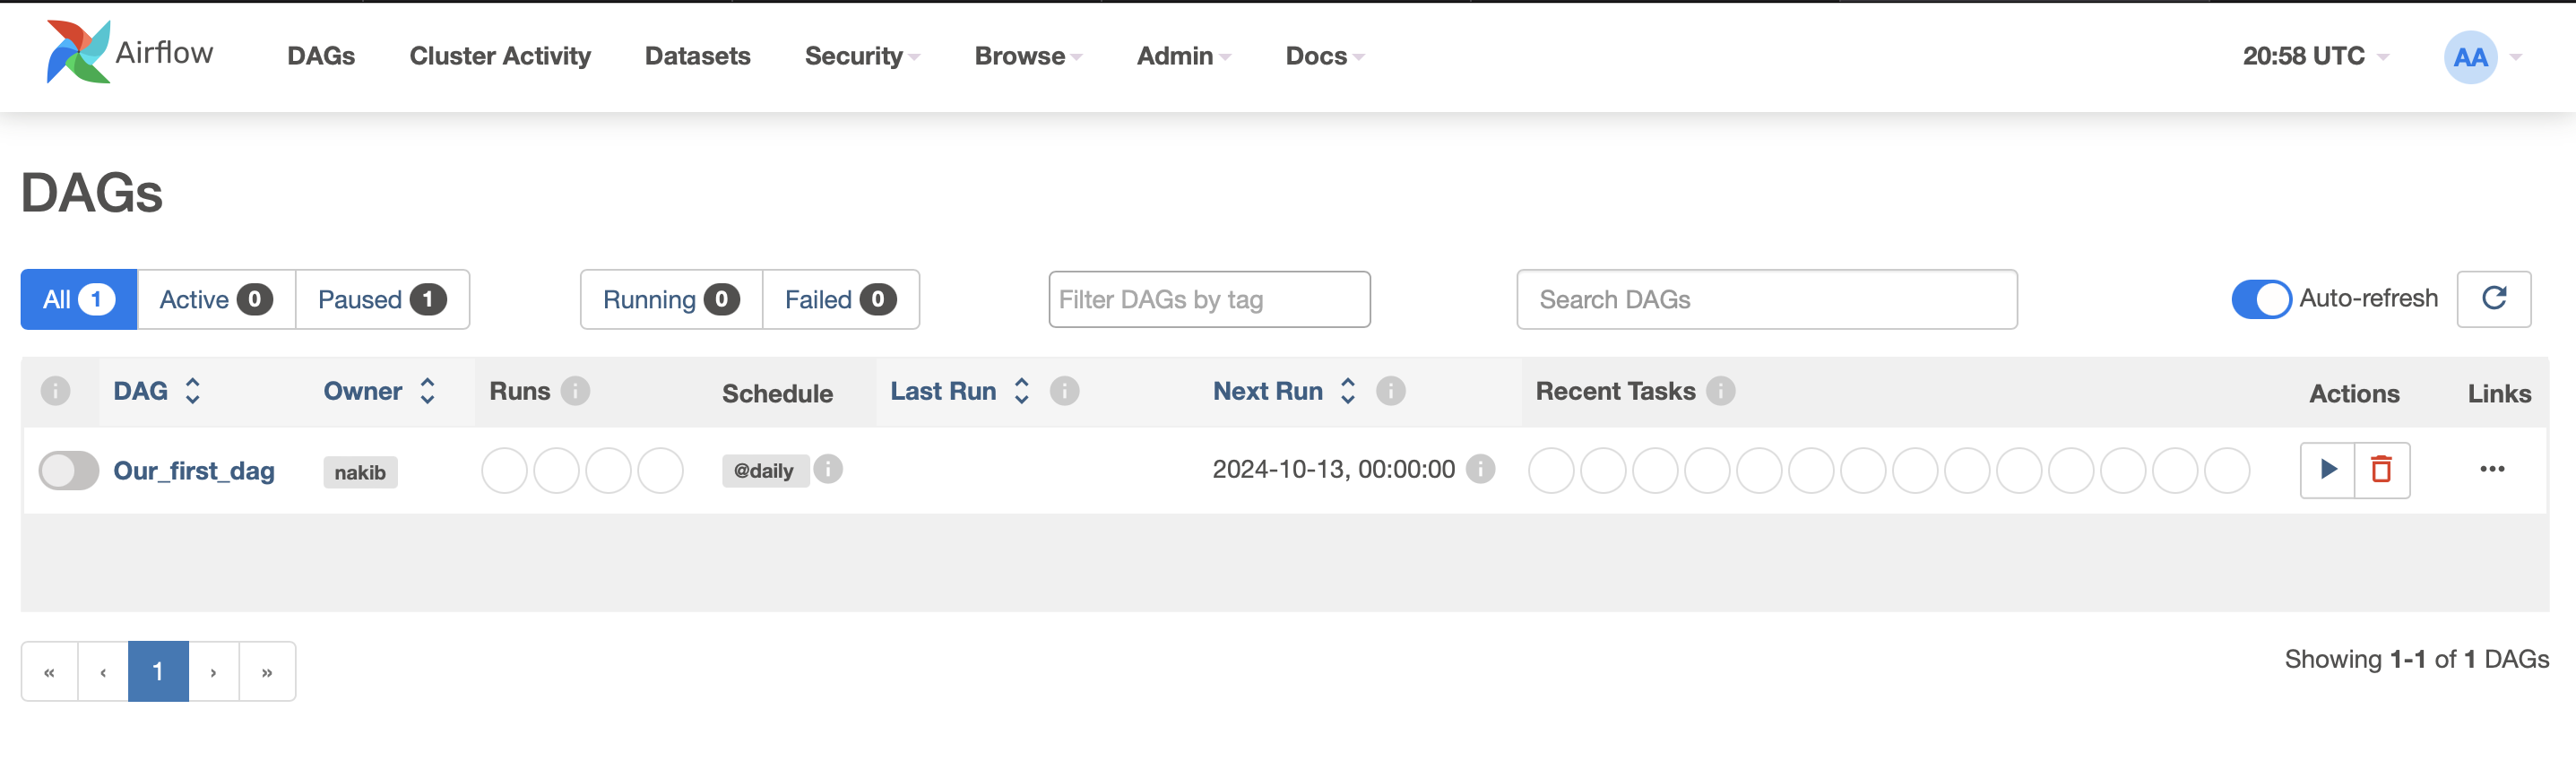 Airflow DAGs Cluster Activity Datasets Security Browse Admin Docs 20:58 UTC AA
DAGs
All 1 Active 0 Paused 1 Running 0 Failed 0 Filter DAGs by tag Search DAGs Auto-refresh
i DAG Owner Runs i Schedule Last Run i Next Run i Recent Tasks i Actions Links
Our_first_dag nakib @daily i 2024-10-13, 00:00:00 i ···
« ‹ 1 › »
Showing 1-1 of 1 DAGs